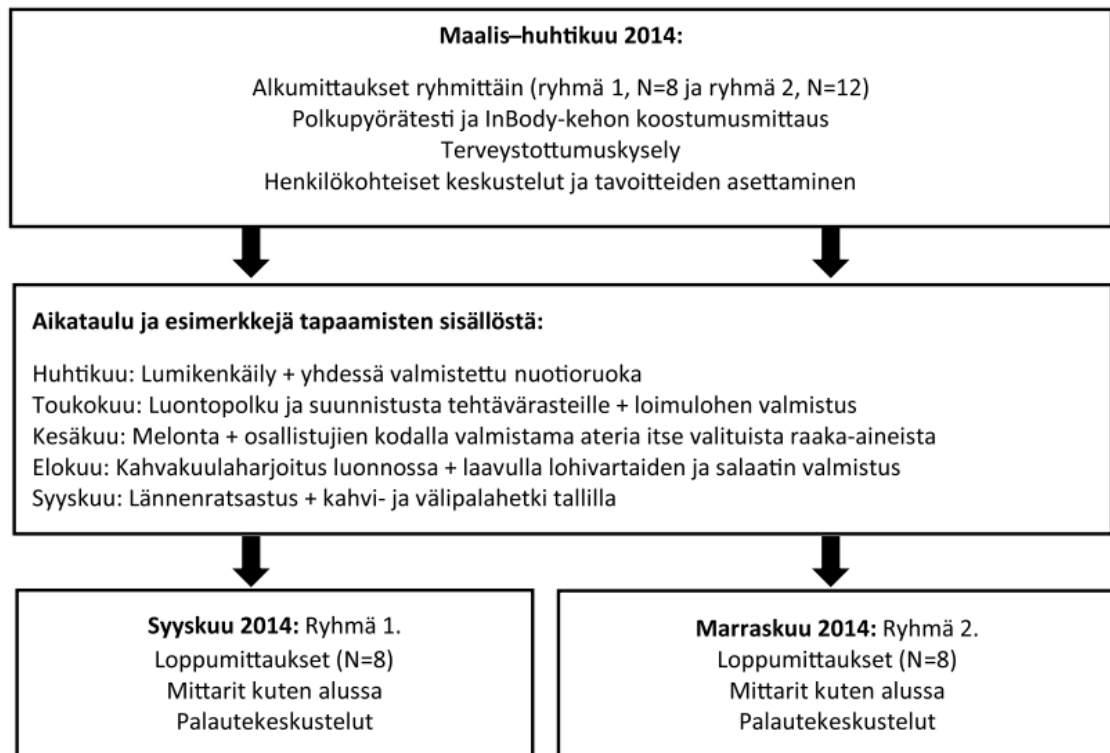 Maalis–huhtikuu 2014:
Alkumittaukset ryhmittäin (ryhmä 1, N=8 ja ryhmä 2, N=12)
Polkupyörätesti ja InBody-kehon koostumusmittaus
Terveystottumuskysely
Henkilökohteiset keskustelut ja tavoitteiden asettaminen
Aikataulu ja esimerkkejä tapaamisten sisällöstä:
Huhtikuu: Lumikenkäily + yhdessä valmistettu nuotioruoka
Toukokuu: Luontopolku ja suunnistusta tehtävärasteille + loimulohen valmistus
Kesäkuu: Melonta + osallistujien kodalla valmistama ateria itse valituista raaka-aineista
Elokuu: Kahvakuulaharjoitus luonnossa + laavulla lohivartaiden ja salaatin valmistus
Syyskuu: Lännenratsastus + kahvi- ja välipalahetki tallilla
Syyskuu 2014: Ryhmä 1.
Loppumittaukset (N=8)
Mittarit kuten alussa
Palautekeskustelut
Marraskuu 2014: Ryhmä 2.
Loppumittaukset (N=8)
Mittarit kuten alussa
Palautekeskustelut